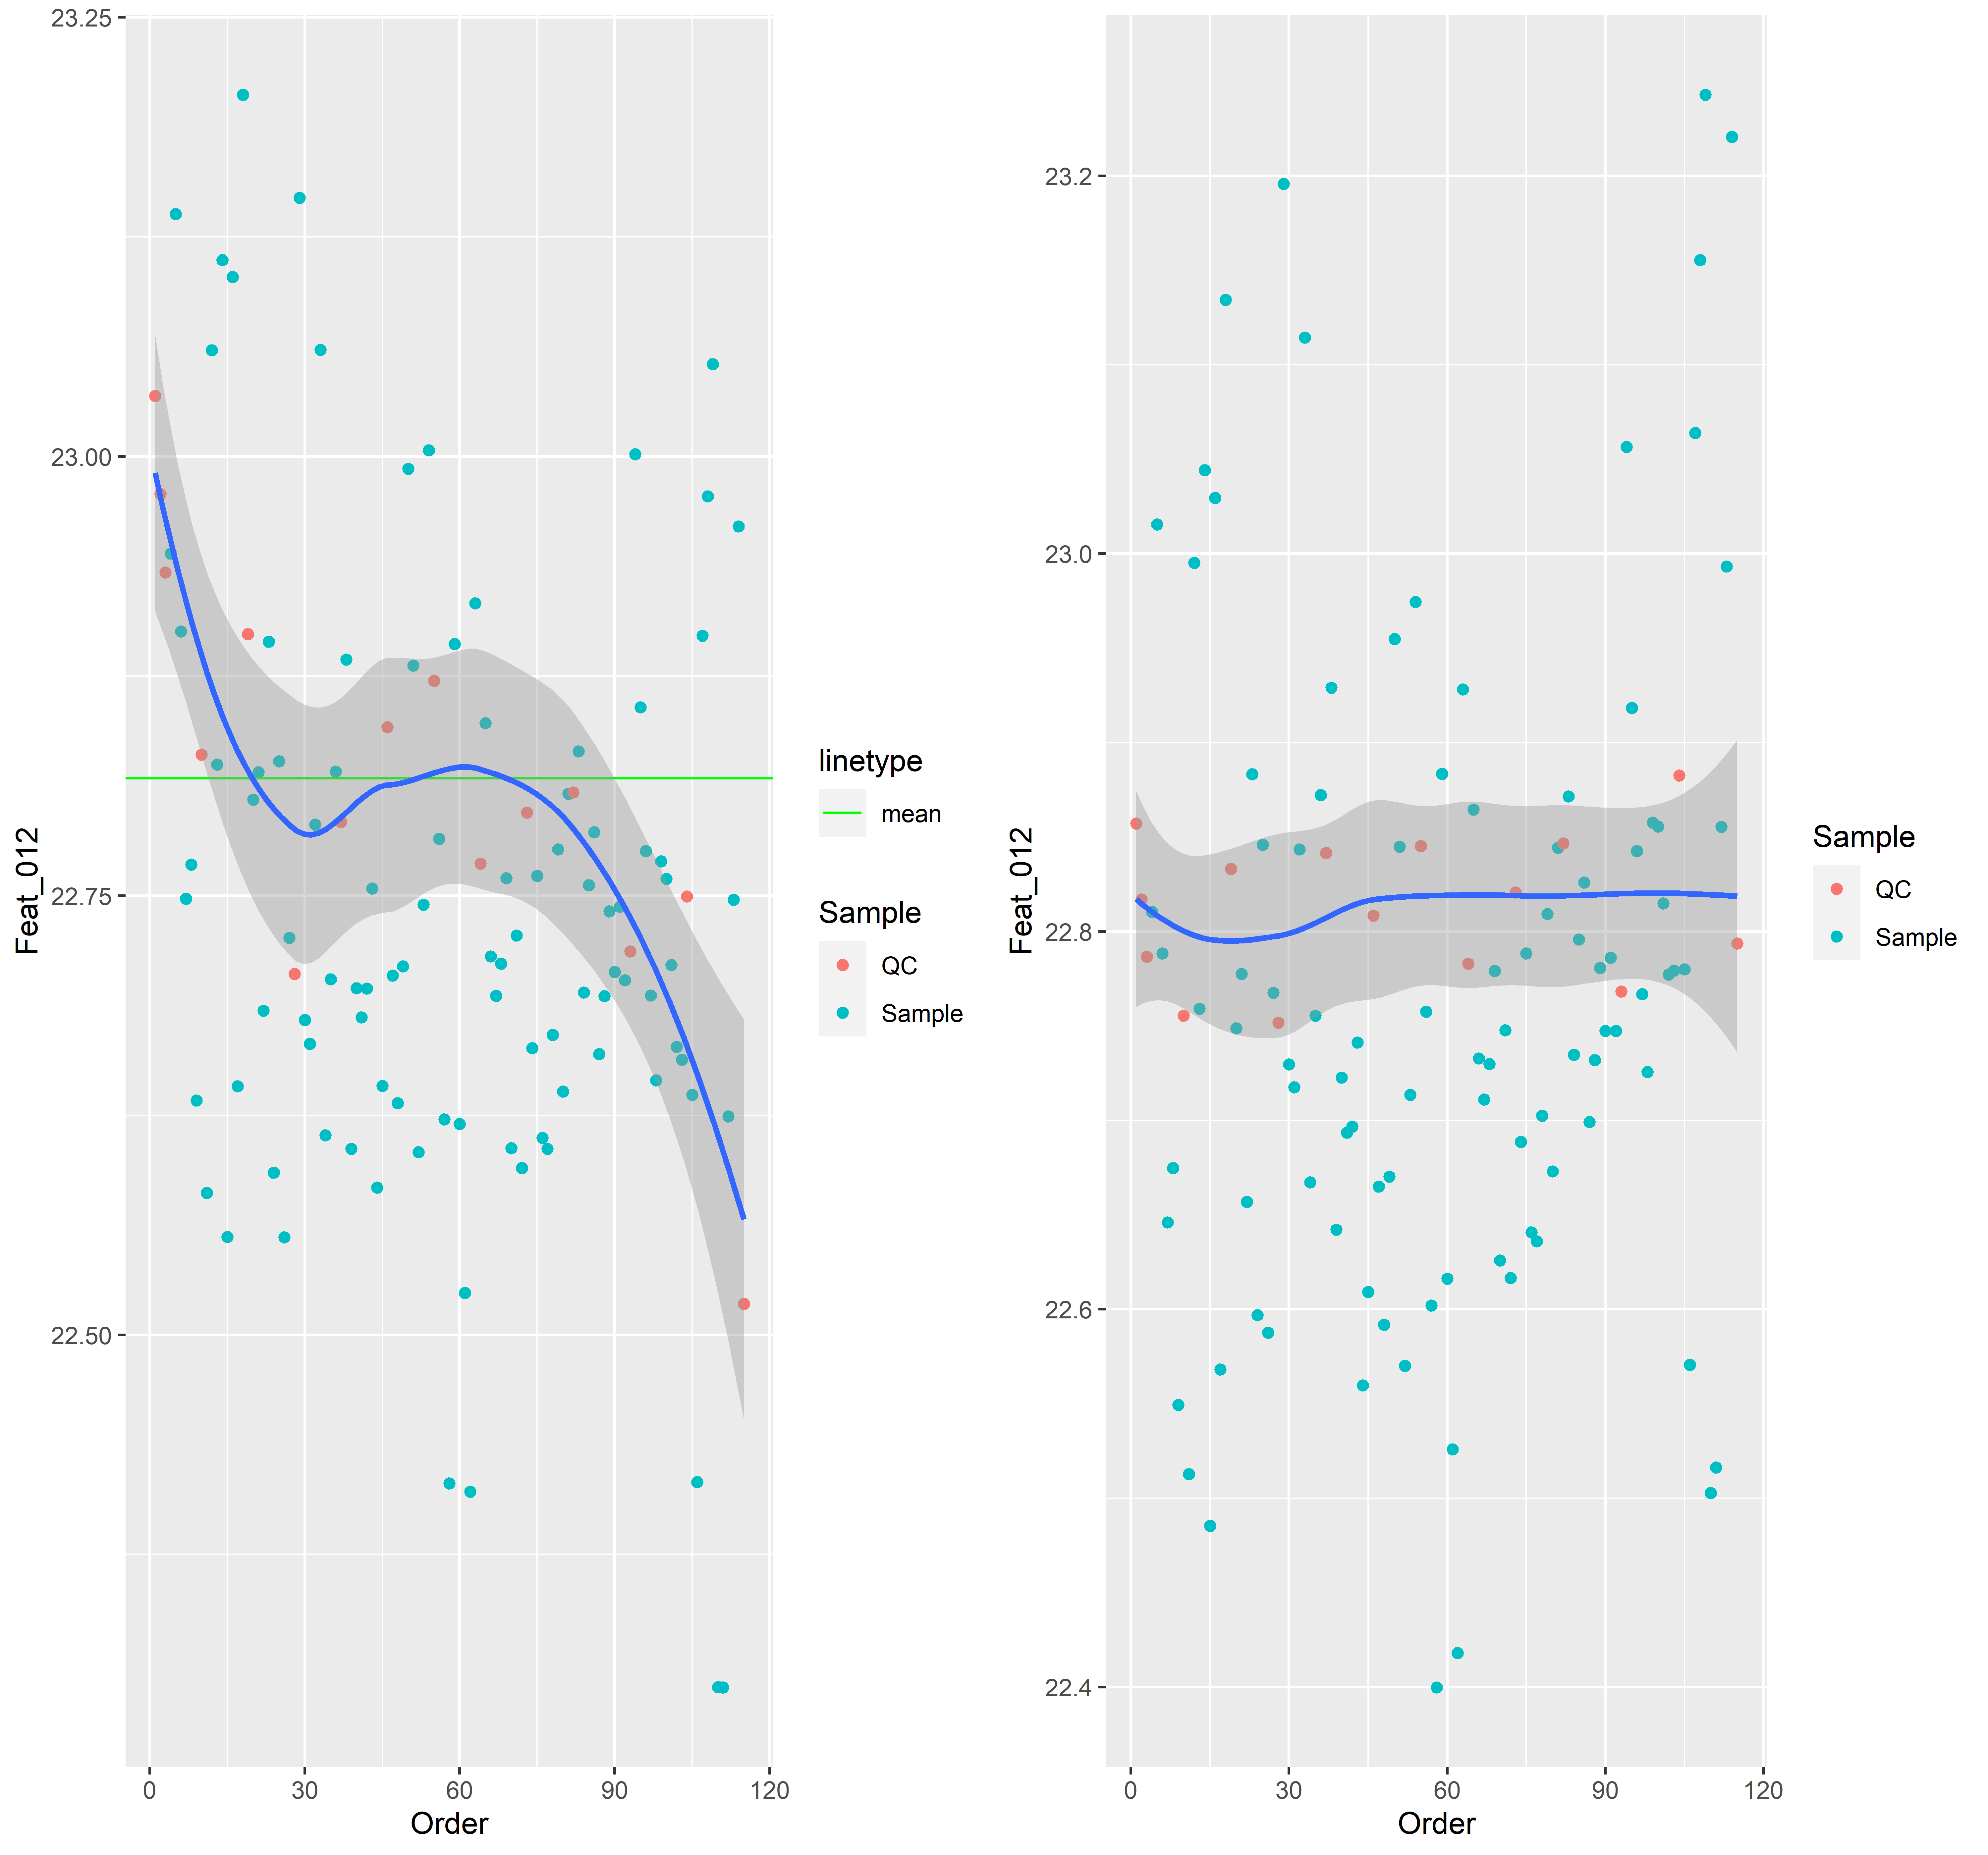 23.25
23.00
22.75
22.50
Feat_012
0 30 60 90 120
Order
linetype
mean
Sample
QC
Sample
23.2
23.0
22.8
22.6
22.4
Feat_012
0 30 60 90 120
Order
Sample
QC
Sample